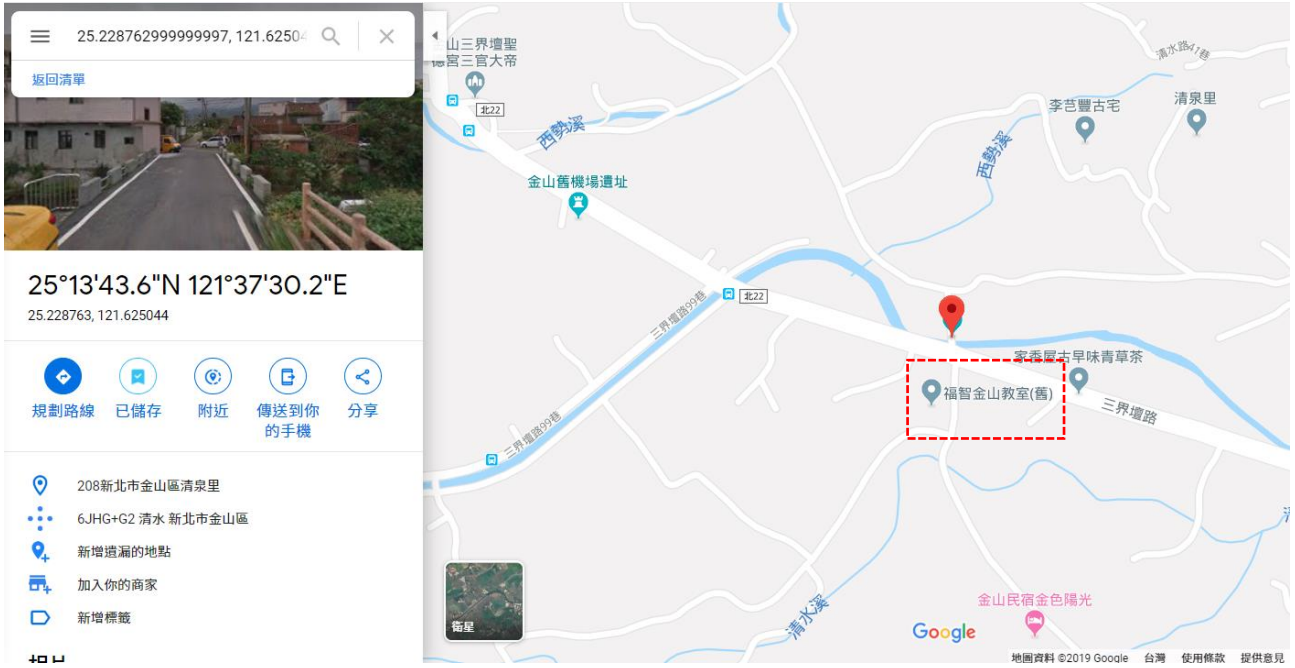 25.228762999999997, 121.62504
返回清單
25°13'43.6"N 121°37'30.2"E
25.228763, 121.625044
規劃路線
已儲存
附近
傳送到你
的手機
分享
208新北市金山區清泉里
6JHG+G2 清水 新北市金山區
新增遺漏的地點
加入你的商家
新增標籤
相片
山三界壇聖
德宮三官大帝
北22
西勢溪
金山舊機場遺址
三界壇路99巷
北22
三界壇路99巷
清水路41巷
李芑豐古宅
清泉里
西勢溪
家香屋古早味青草茶
福智金山教室(舊)
三界壇路
清水溪
金山民宿金色陽光
衛星
Google
地圖資料 ©2019 Google
台灣
使用條款
提供意見